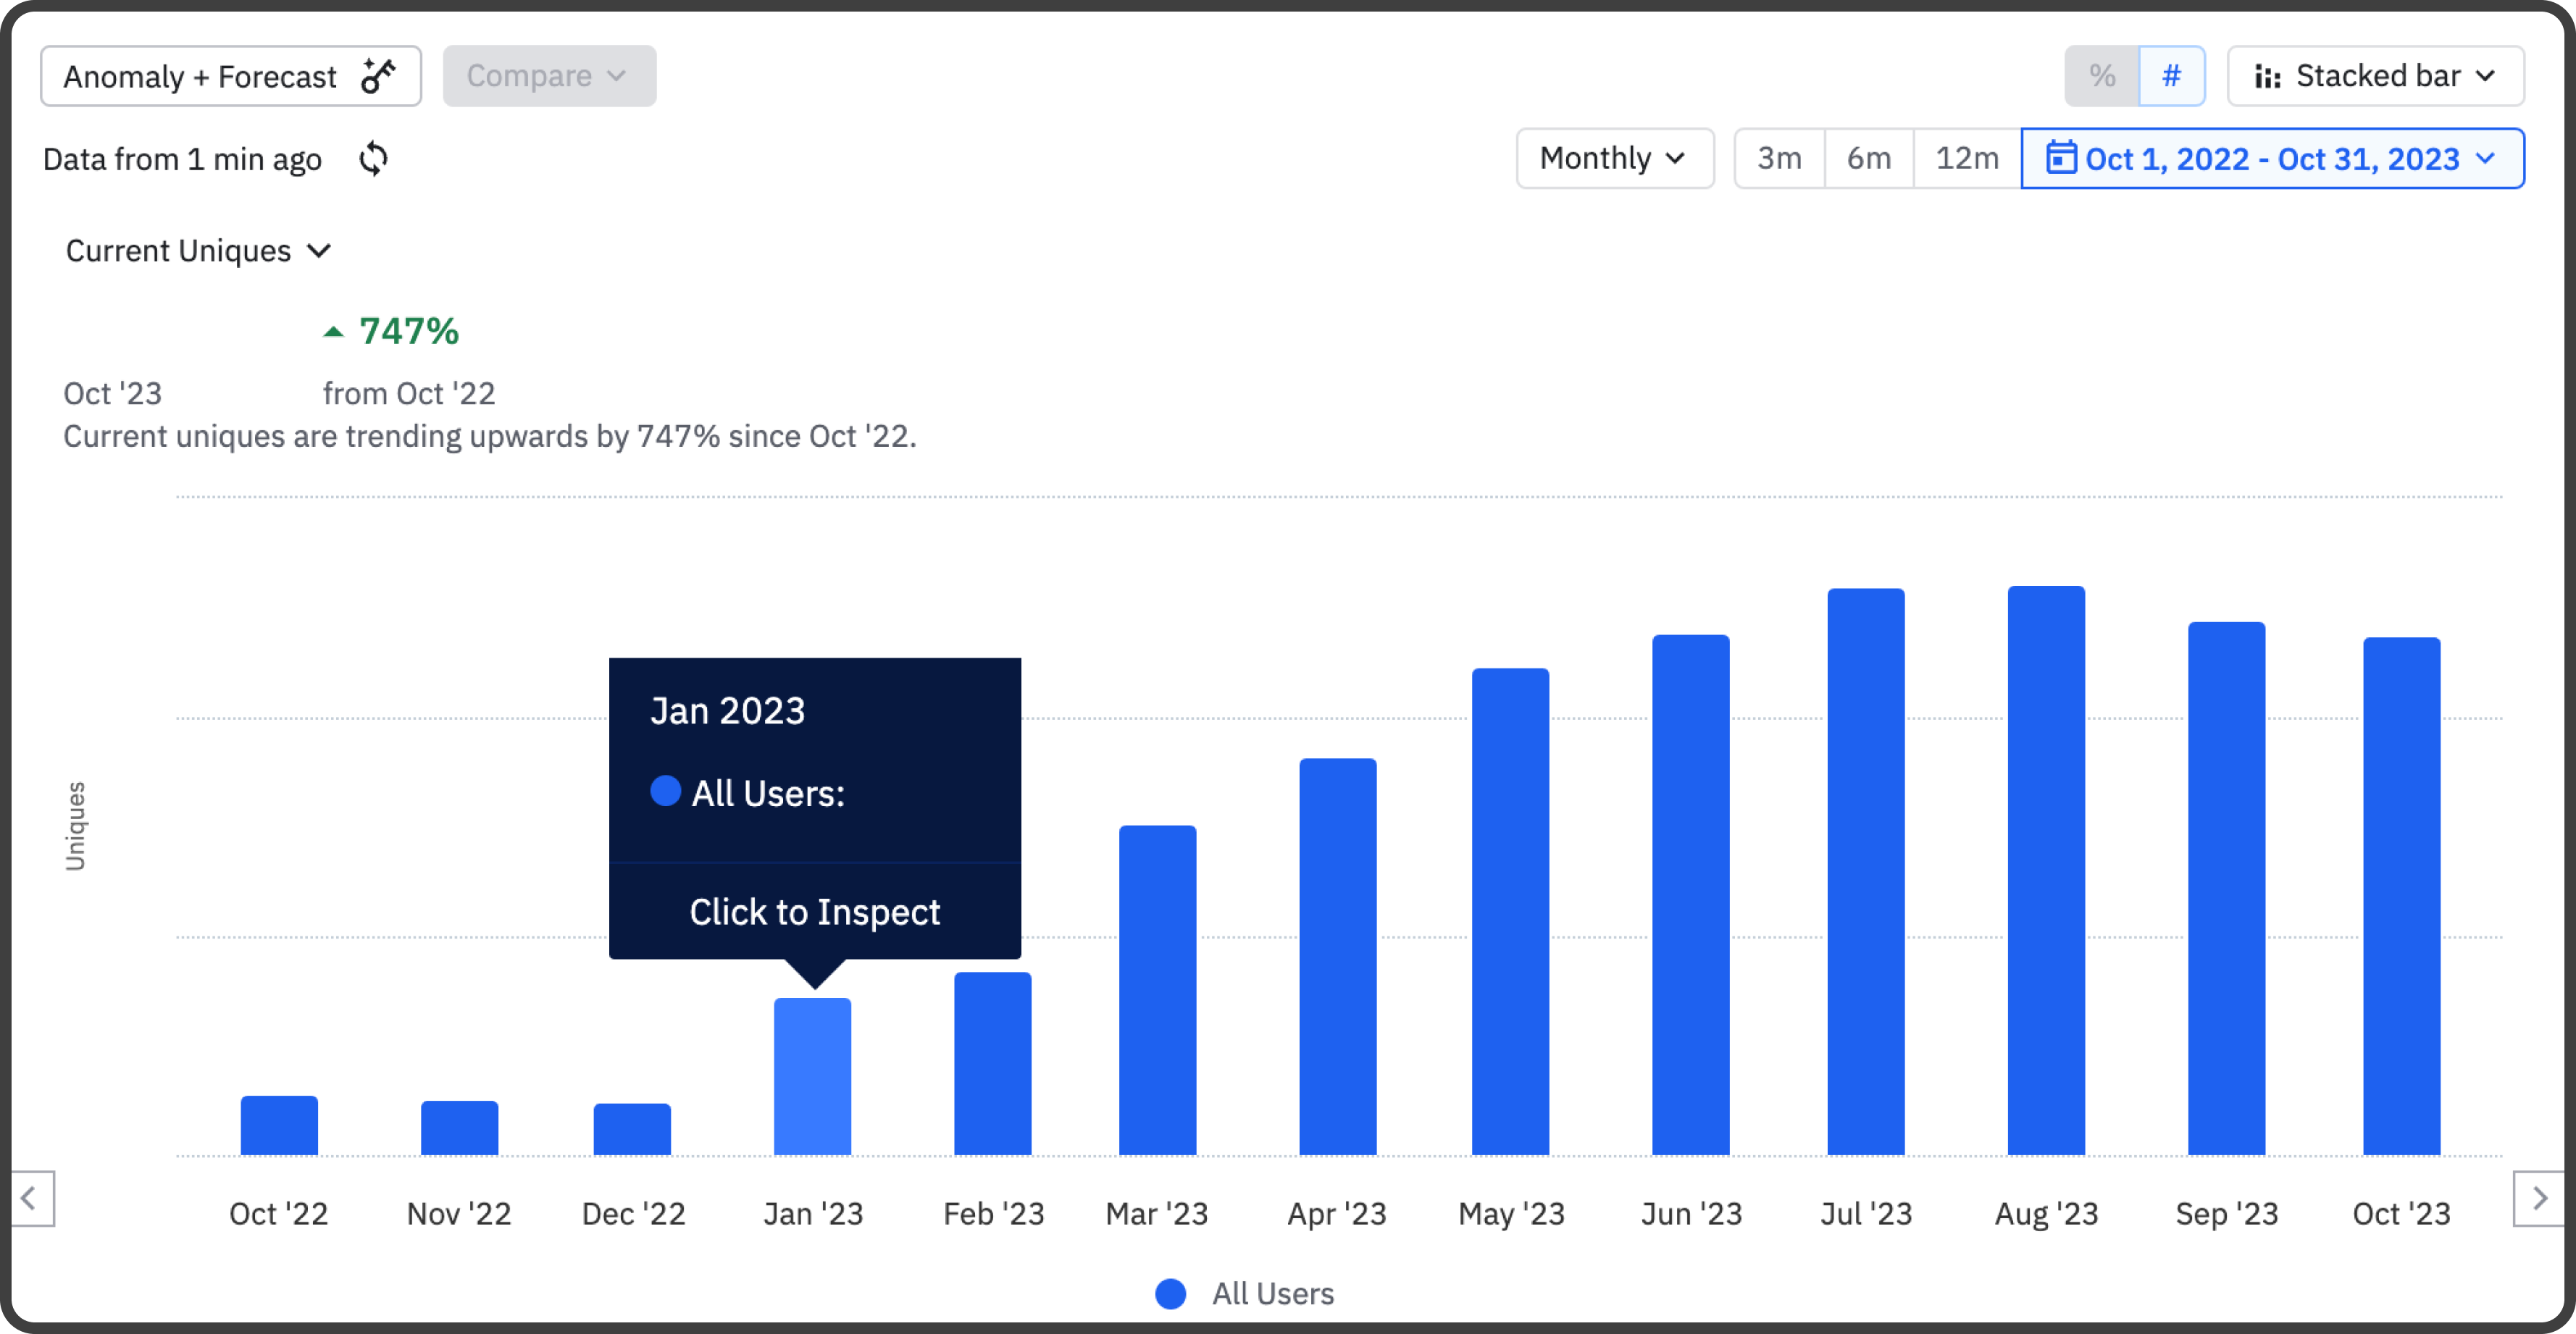 Anomaly + Forecast Compare % # Stacked bar
Data from 1 min ago Monthly 3m 6m 12m Oct 1, 2022 - Oct 31, 2023
Current Uniques
747%
Oct '23 from Oct '22
Current uniques are trending upwards by 747% since Oct '22.
Uniques
Jan 2023
All Users:
Click to Inspect
Oct '22 Nov '22 Dec '22 Jan '23 Feb '23 Mar '23 Apr '23 May '23 Jun '23 Jul '23 Aug '23 Sep '23 Oct '23
All Users